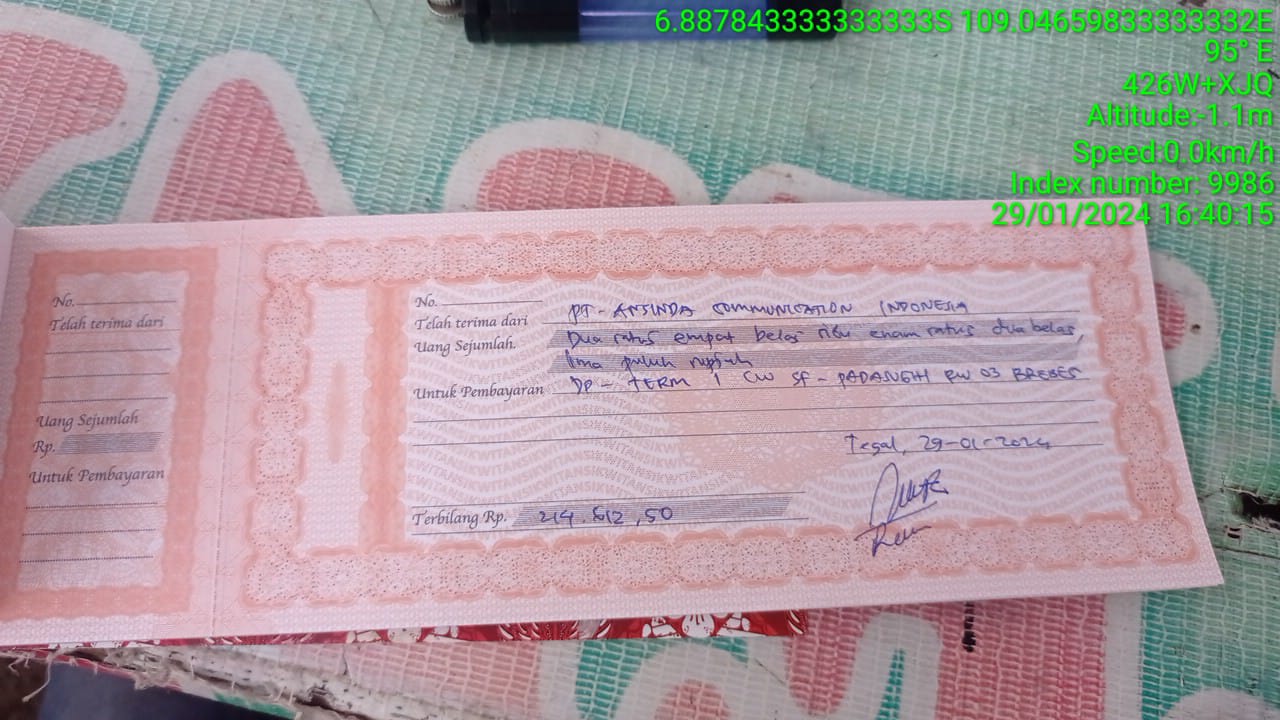 6.887843333333333S 109.04659833333332E
95° E
426W+XJQ
Altitude:-1.1m
Speed:0.0km/h
Index number: 9986
29/01/2024 16:40:15
No.
Telah terima dari
Uang Sejumlah
Rp.
Untuk Pembayaran
No.
Telah terima dari PT - ARSINDA COMMUNICATION INDONESIA
Uang Sejumlah. Dua ratus empat belas ribu enam ratus dua belas,
lima puluh rupiah
Untuk Pembayaran DP - TERM 1 CW SF - PADASUGIH RW 03 BREBES
Tegal, 29-01-2024
Terbilang Rp. 214.612,50